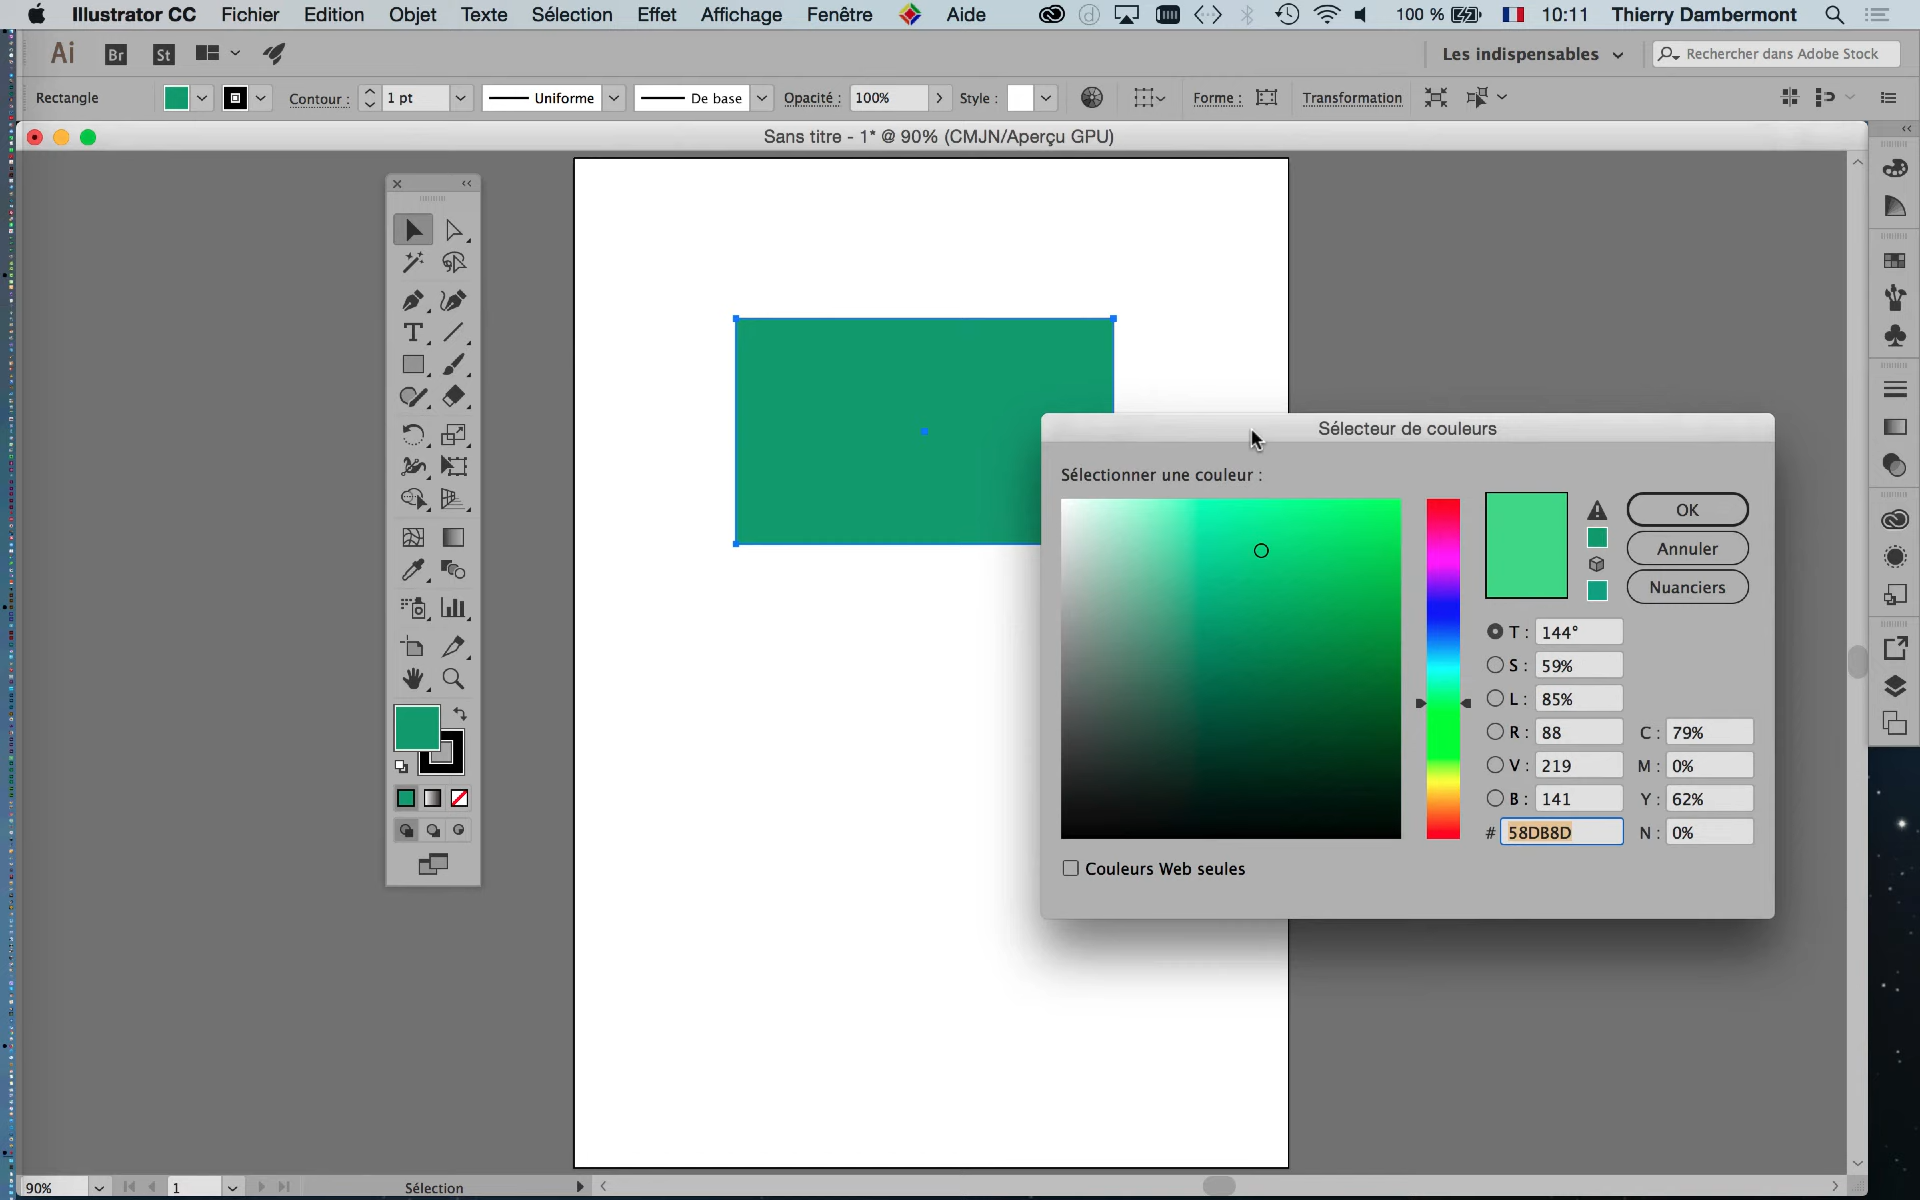 Illustrator CC Fichier Edition Objet Texte Sélection Effet Affichage Fenêtre Aide 100 % 10:11 Thierry Dambermont
Ai Br St Les indispensables Rechercher dans Adobe Stock
Rectangle Contour : 1 pt Uniforme De base Opacité : 100% Style : Forme : Transformation
Sans titre - 1* @ 90% (CMJN/Aperçu GPU)
Sélecteur de couleurs
Sélectionner une couleur :
OK
Annuler
Nuanciers
T : 144°
S : 59%
L : 85%
R : 88 C : 79%
V : 219 M : 0%
B : 141 Y : 62%
# 58DB8D N : 0%
Couleurs Web seules
90% 1 Sélection